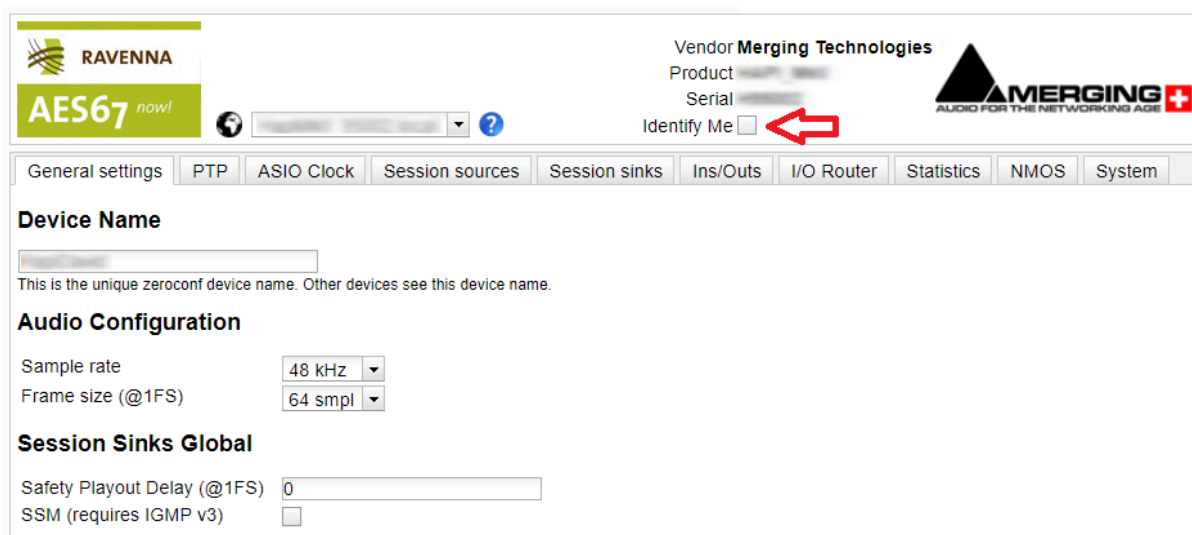 RAVENNA
AES67 now!
?
Vendor Merging Technologies
Product
Serial
Identify Me
MERGING
AUDIO FOR THE NETWORKING AGE
General settings PTP ASIO Clock Session sources Session sinks Ins/Outs I/O Router Statistics NMOS System
Device Name
This is the unique zeroconf device name. Other devices see this device name.
Audio Configuration
Sample rate 48 kHz
Frame size (@1FS) 64 smpl
Session Sinks Global
Safety Playout Delay (@1FS) 0
SSM (requires IGMP v3)